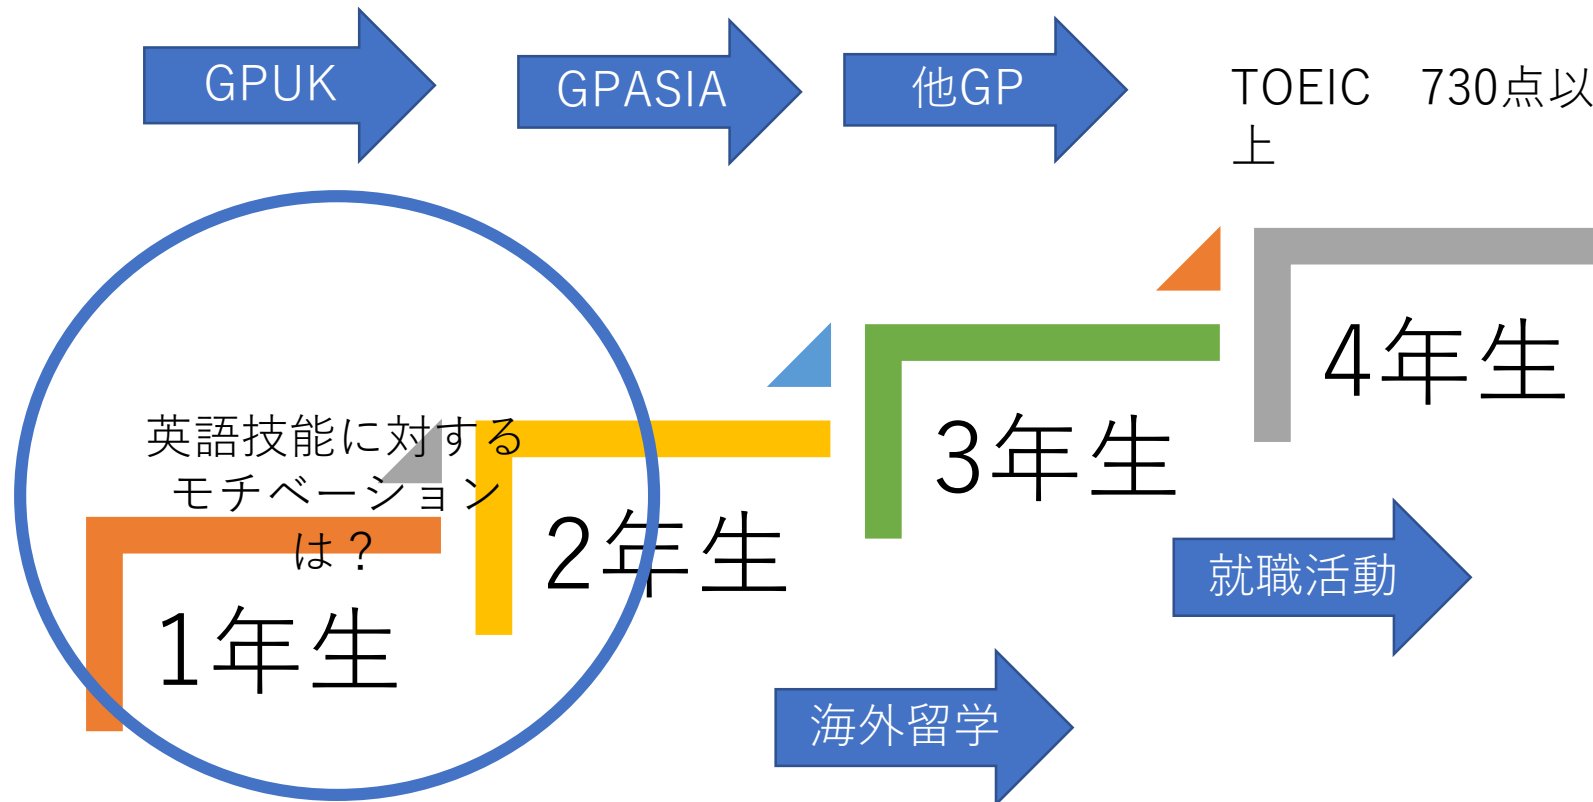 GPUK
GPASIA
他GP
TOEIC　730点以
上
英語技能に対する
モチベーション
は？
1年生
2年生
3年生
4年生
海外留学
就職活動